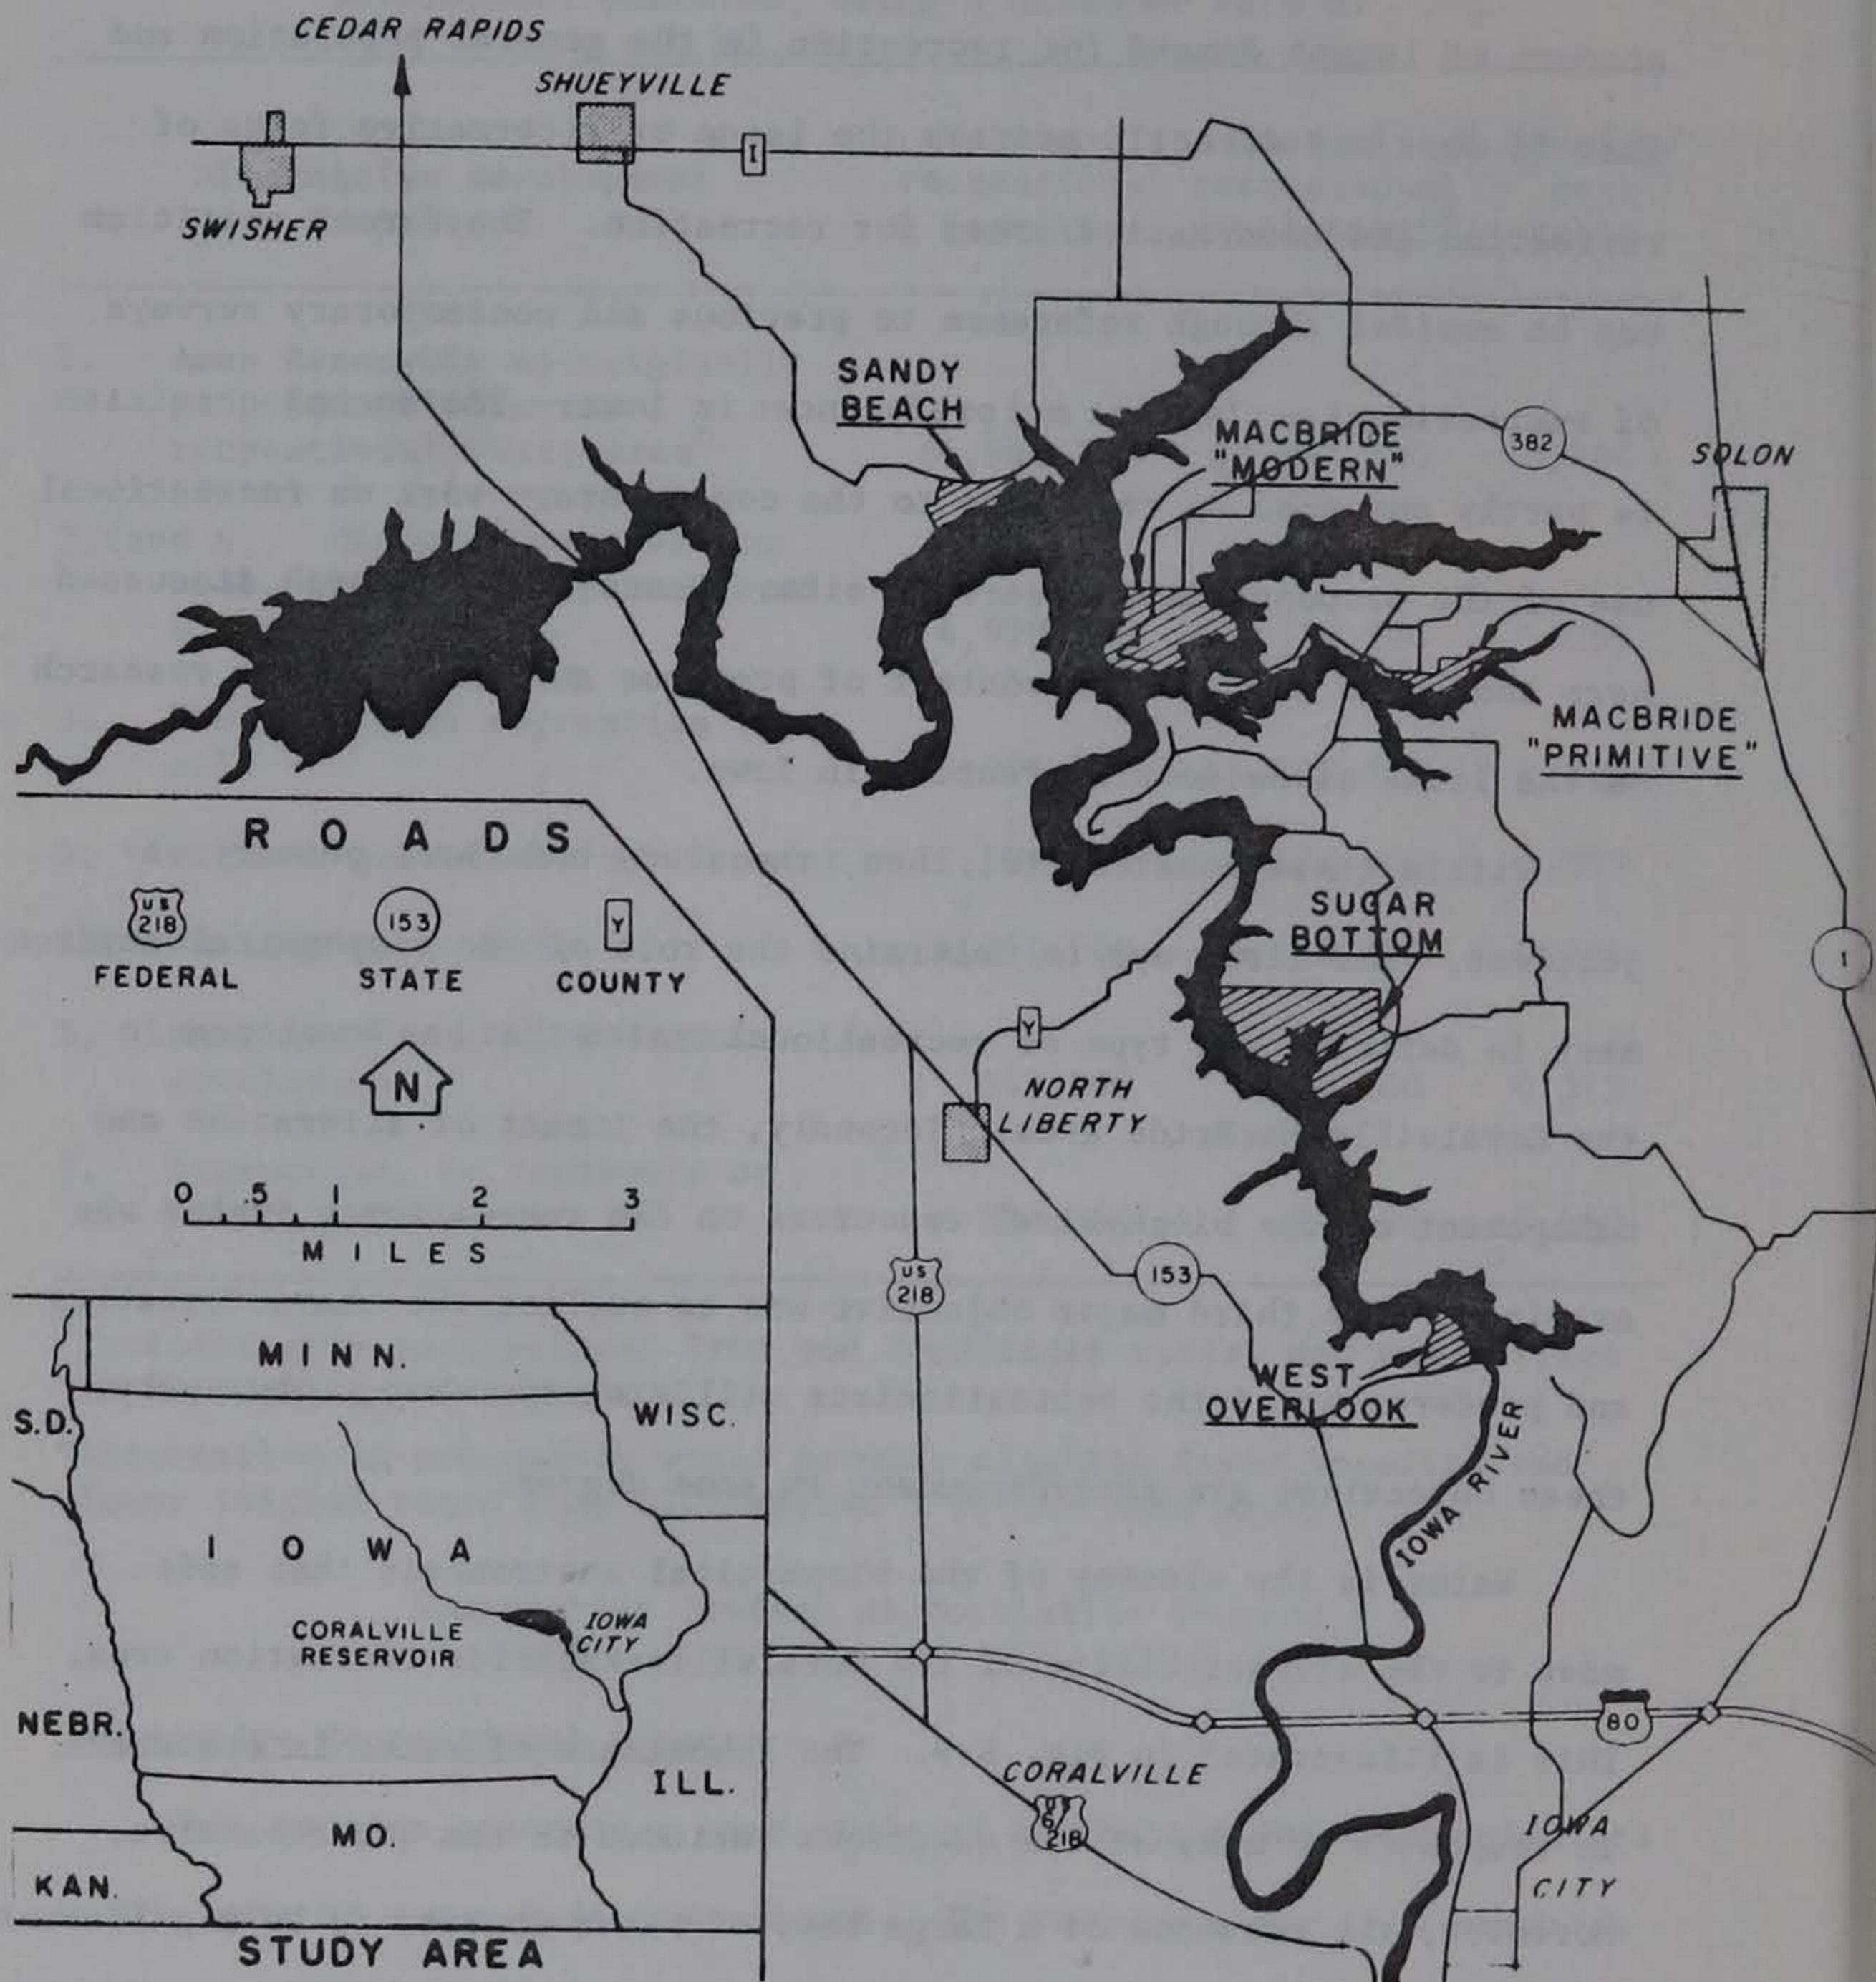 CEDAR RAPIDS
SHUEYVILLE
I
SWISHER
SANDY
BEACH
MACBRIDE
"MODERN"
382
SOLON
MACBRIDE
"PRIMITIVE"
ROADS
US
218
153
Y
FEDERAL
STATE
COUNTY
SUGAR
BOTTOM
1
Y
N
NORTH
LIBERTY
0 .5 1 2 3
MILES
US
218
153
WEST
OVERLOOK
IOWA RIVER
MINN.
S.D.
WISC.
IOWA
CORALVILLE
RESERVOIR
IOWA
CITY
NEBR.
ILL.
MO.
KAN.
STUDY AREA
80
CORALVILLE
US
6/
218
IOWA
CITY